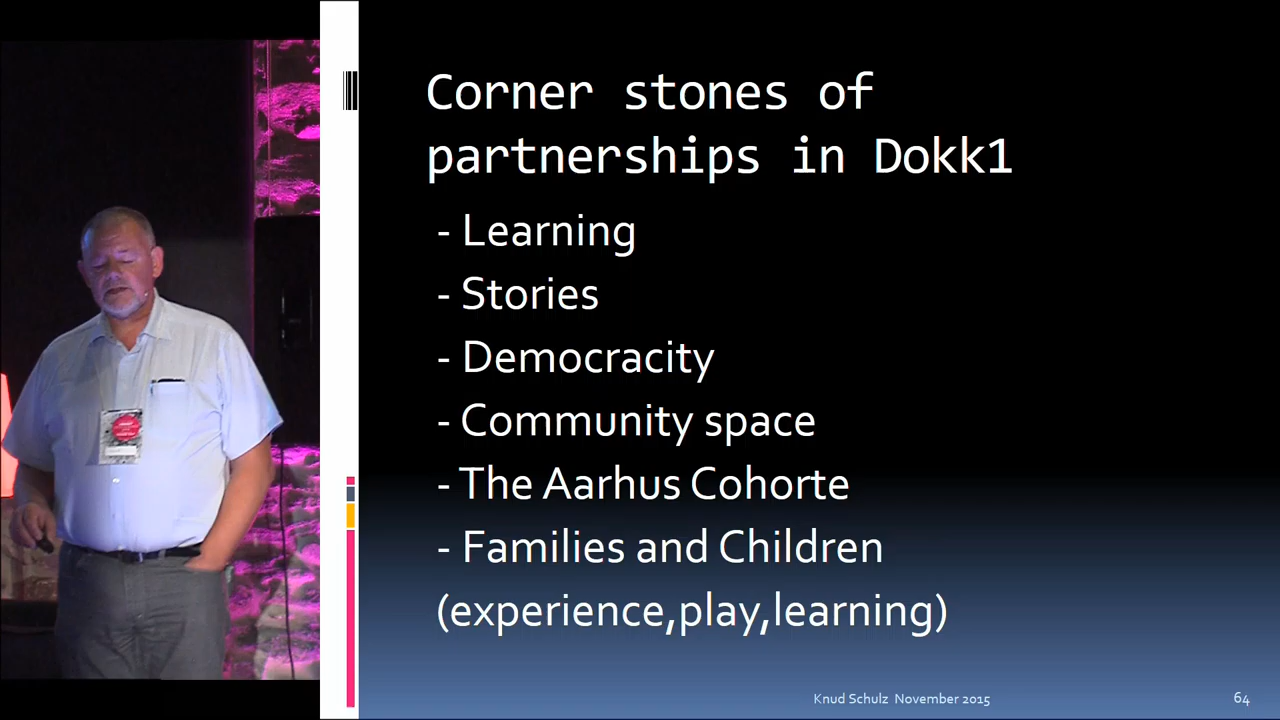 Corner stones of
partnerships in Dokk1
- Learning
- Stories
- Democracity
- Community space
- The Aarhus Cohorte
- Families and Children
(experience,play,learning)
Knud Schulz November 2015
64